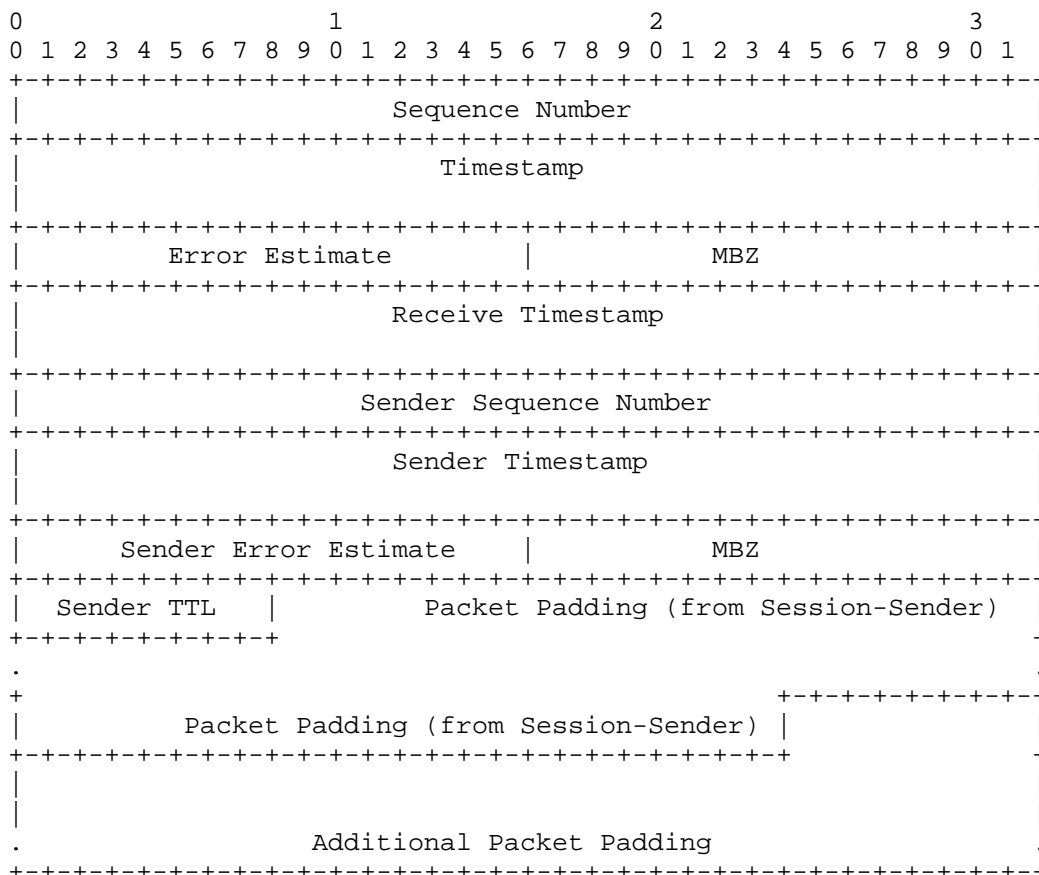 0                   1                   2                   3
0 1 2 3 4 5 6 7 8 9 0 1 2 3 4 5 6 7 8 9 0 1 2 3 4 5 6 7 8 9 0 1
+-+-+-+-+-+-+-+-+-+-+-+-+-+-+-+-+-+-+-+-+-+-+-+-+-+-+-+-+-+-+-+--
|                       Sequence Number                         |
+-+-+-+-+-+-+-+-+-+-+-+-+-+-+-+-+-+-+-+-+-+-+-+-+-+-+-+-+-+-+-+--
|                          Timestamp                            |
|                                                               |
+-+-+-+-+-+-+-+-+-+-+-+-+-+-+-+-+-+-+-+-+-+-+-+-+-+-+-+-+-+-+-+--
|         Error Estimate        |           MBZ                 |
+-+-+-+-+-+-+-+-+-+-+-+-+-+-+-+-+-+-+-+-+-+-+-+-+-+-+-+-+-+-+-+--
|                       Receive Timestamp                       |
|                                                               |
+-+-+-+-+-+-+-+-+-+-+-+-+-+-+-+-+-+-+-+-+-+-+-+-+-+-+-+-+-+-+-+--
|                     Sender Sequence Number                    |
+-+-+-+-+-+-+-+-+-+-+-+-+-+-+-+-+-+-+-+-+-+-+-+-+-+-+-+-+-+-+-+--
|                       Sender Timestamp                        |
|                                                               |
+-+-+-+-+-+-+-+-+-+-+-+-+-+-+-+-+-+-+-+-+-+-+-+-+-+-+-+-+-+-+-+--
|      Sender Error Estimate    |           MBZ                 |
+-+-+-+-+-+-+-+-+-+-+-+-+-+-+-+-+-+-+-+-+-+-+-+-+-+-+-+-+-+-+-+--
|  Sender TTL   |         Packet Padding (from Session-Sender)  |
+-+-+-+-+-+-+-+-+                                               -
.                                                               .
+                                               +-+-+-+-+-+-+-+--
|          Packet Padding (from Session-Sender) |               |
+-+-+-+-+-+-+-+-+-+-+-+-+-+-+-+-+-+-+-+-+-+-+-+-+               -
|                                                               |
|                                                               |
.                  Additional Packet Padding                    .
+-+-+-+-+-+-+-+-+-+-+-+-+-+-+-+-+-+-+-+-+-+-+-+-+-+-+-+-+-+-+-+--